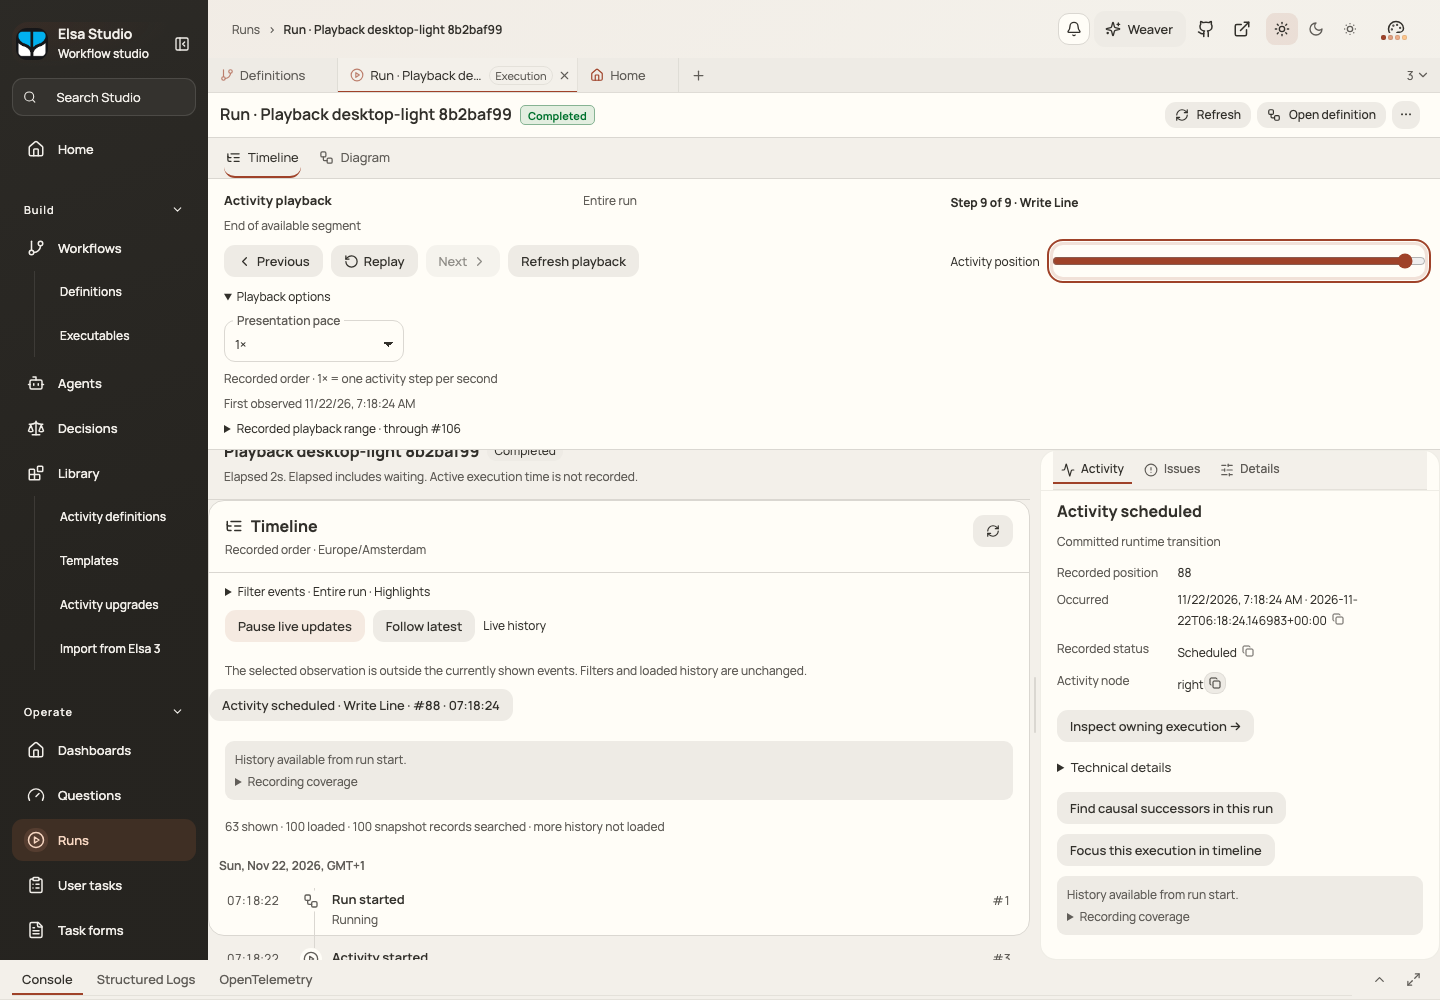 Elsa Studio
Workflow studio
Search Studio
Home
Build
Workflows
Definitions
Executables
Agents
Decisions
Library
Activity definitions
Templates
Activity upgrades
Import from Elsa 3
Operate
Dashboards
Questions
Runs
User tasks
Task forms
Runs › Run · Playback desktop-light 8b2baf99
Weaver
Definitions
Run · Playback de... Execution
Home
3
Run · Playback desktop-light 8b2baf99 Completed
Refresh
Open definition
Timeline
Diagram
Activity playback
Entire run
Step 9 of 9 · Write Line
End of available segment
Previous
Replay
Next
Refresh playback
Activity position
Playback options
Presentation pace
1×
Recorded order · 1× = one activity step per second
First observed 11/22/26, 7:18:24 AM
Recorded playback range · through #106
Playback desktop-light 8b2baf99 Completed
Elapsed 2s. Elapsed includes waiting. Active execution time is not recorded.
Timeline
Recorded order · Europe/Amsterdam
Filter events · Entire run · Highlights
Pause live updates
Follow latest
Live history
The selected observation is outside the currently shown events. Filters and loaded history are unchanged.
Activity scheduled · Write Line · #88 · 07:18:24
History available from run start.
Recording coverage
63 shown · 100 loaded · 100 snapshot records searched · more history not loaded
Sun, Nov 22, 2026, GMT+1
07:18:22 Run started #1
Running
07:18:22 Activity started #3
Activity
Issues
Details
Activity scheduled
Committed runtime transition
Recorded position 88
Occurred 11/22/2026, 7:18:24 AM · 2026-11-
22T06:18:24.146983+00:00
Recorded status Scheduled
Activity node right
Inspect owning execution →
Technical details
Find causal successors in this run
Focus this execution in timeline
History available from run start.
Recording coverage
Console
Structured Logs
OpenTelemetry